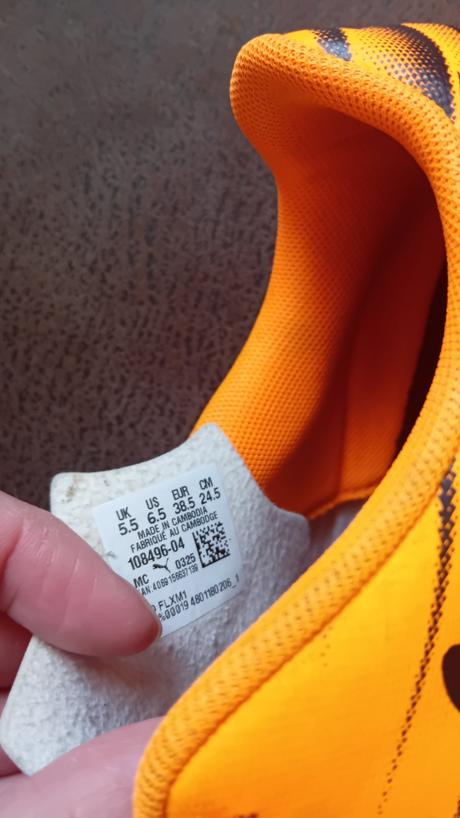 UK US EUR CM
5.5 6.5 38.5 24.5
MADE IN CAMBODIA
FABRIQUE AU CAMBODGE
108496-04
MC 0325
FLXM1